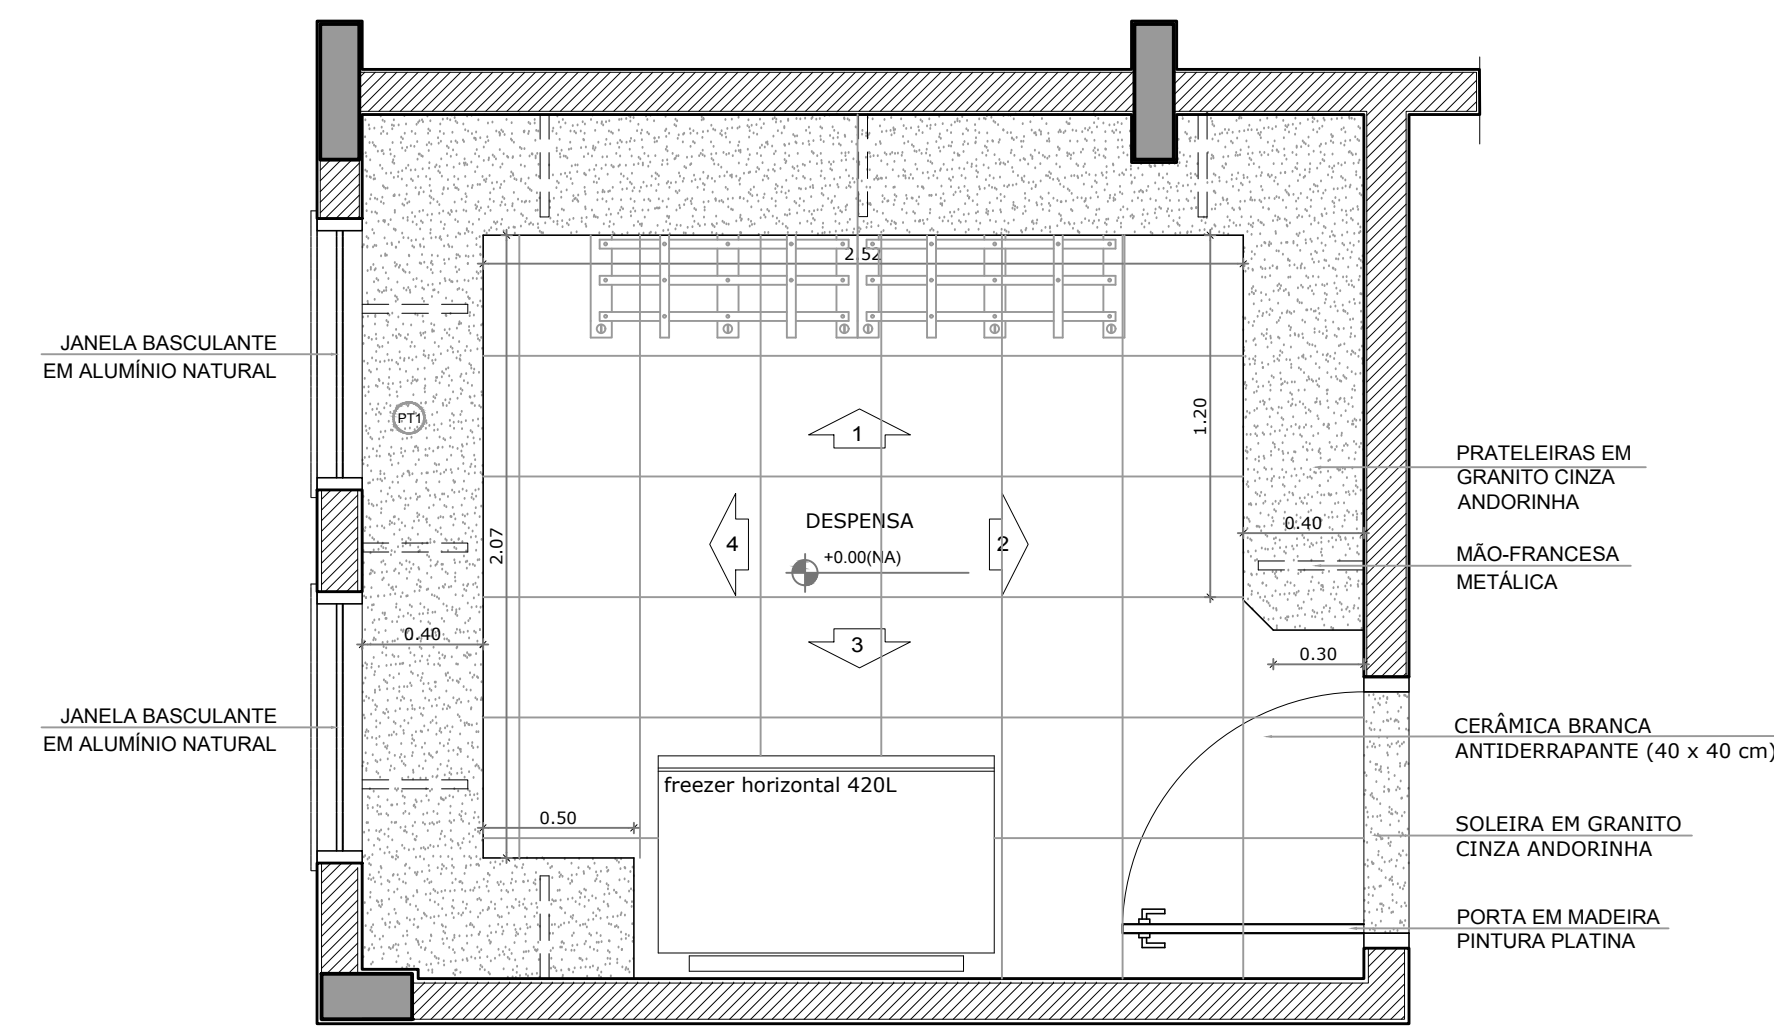 2.52
JANELA BASCULANTE
EM ALUMÍNIO NATURAL
PT1
1
1.20
PRATELEIRAS EM
GRANITO CINZA
ANDORINHA
DESPENSA
+0.00(NA)
4
2
2.07
0.40
MÃO-FRANCESA
METÁLICA
0.40
3
0.30
JANELA BASCULANTE
EM ALUMÍNIO NATURAL
CERÂMICA BRANCA
ANTIDERRAPANTE (40 x 40 cm)
freezer horizontal 420L
0.50
SOLEIRA EM GRANITO
CINZA ANDORINHA
PORTA EM MADEIRA
PINTURA PLATINA